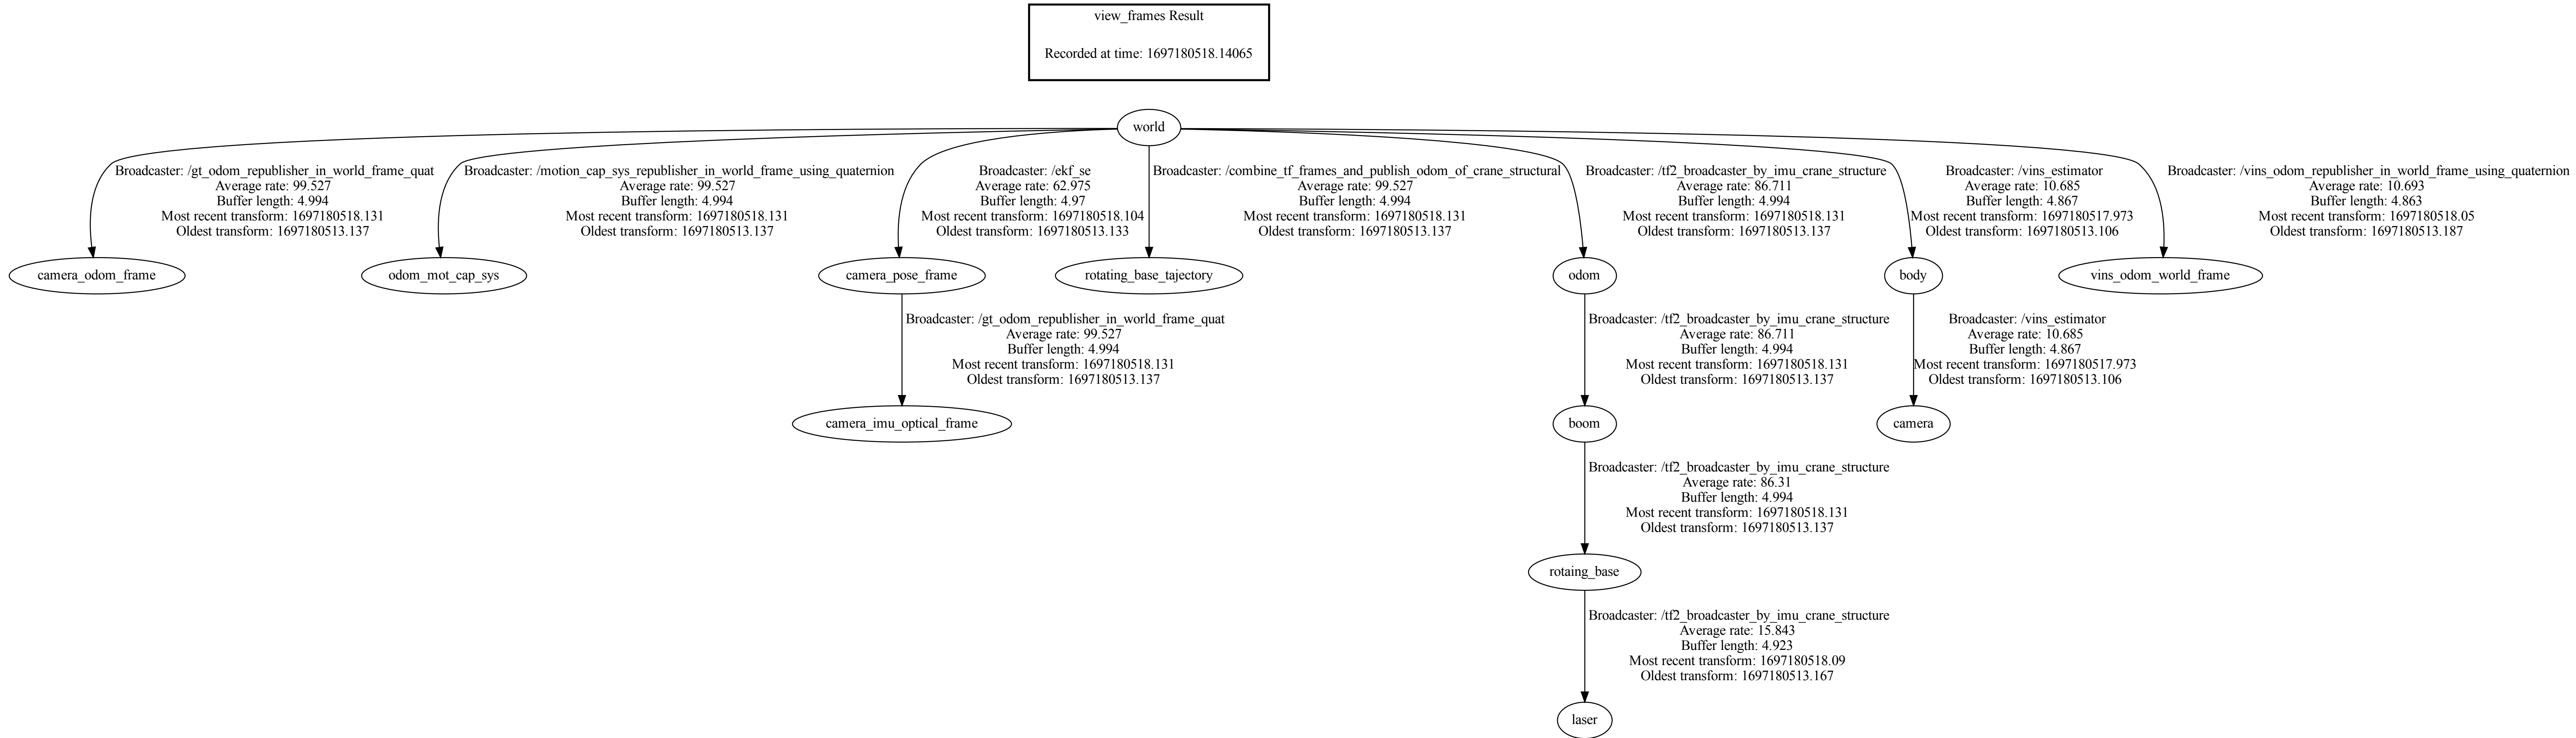 view_frames Result
Recorded at time: 1697180518.14065
world
Broadcaster: /gt_odom_republisher_in_world_frame_quat
Average rate: 99.527
Buffer length: 4.994
Most recent transform: 1697180518.131
Oldest transform: 1697180513.137
Broadcaster: /motion_cap_sys_republisher_in_world_frame_using_quaternion
Average rate: 99.527
Buffer length: 4.994
Most recent transform: 1697180518.131
Oldest transform: 1697180513.137
Broadcaster: /ekf_se
Average rate: 62.975
Buffer length: 4.97
Most recent transform: 1697180518.104
Oldest transform: 1697180513.133
Broadcaster: /combine_tf_frames_and_publish_odom_of_crane_structural
Average rate: 99.527
Buffer length: 4.994
Most recent transform: 1697180518.131
Oldest transform: 1697180513.137
Broadcaster: /tf2_broadcaster_by_imu_crane_structure
Average rate: 86.711
Buffer length: 4.994
Most recent transform: 1697180518.131
Oldest transform: 1697180513.137
Broadcaster: /vins_estimator
Average rate: 10.685
Buffer length: 4.867
Most recent transform: 1697180517.973
Oldest transform: 1697180513.106
Broadcaster: /vins_odom_republisher_in_world_frame_using_quaternion
Average rate: 10.693
Buffer length: 4.863
Most recent transform: 1697180518.05
Oldest transform: 1697180513.187
camera_odom_frame
odom_mot_cap_sys
camera_pose_frame
rotating_base_tajectory
odom
body
vins_odom_world_frame
Broadcaster: /gt_odom_republisher_in_world_frame_quat
Average rate: 99.527
Buffer length: 4.994
Most recent transform: 1697180518.131
Oldest transform: 1697180513.137
Broadcaster: /tf2_broadcaster_by_imu_crane_structure
Average rate: 86.711
Buffer length: 4.994
Most recent transform: 1697180518.131
Oldest transform: 1697180513.137
Broadcaster: /vins_estimator
Average rate: 10.685
Buffer length: 4.867
Most recent transform: 1697180517.973
Oldest transform: 1697180513.106
camera_imu_optical_frame
boom
camera
Broadcaster: /tf2_broadcaster_by_imu_crane_structure
Average rate: 86.31
Buffer length: 4.994
Most recent transform: 1697180518.131
Oldest transform: 1697180513.137
rotaing_base
Broadcaster: /tf2_broadcaster_by_imu_crane_structure
Average rate: 15.843
Buffer length: 4.923
Most recent transform: 1697180518.09
Oldest transform: 1697180513.167
laser